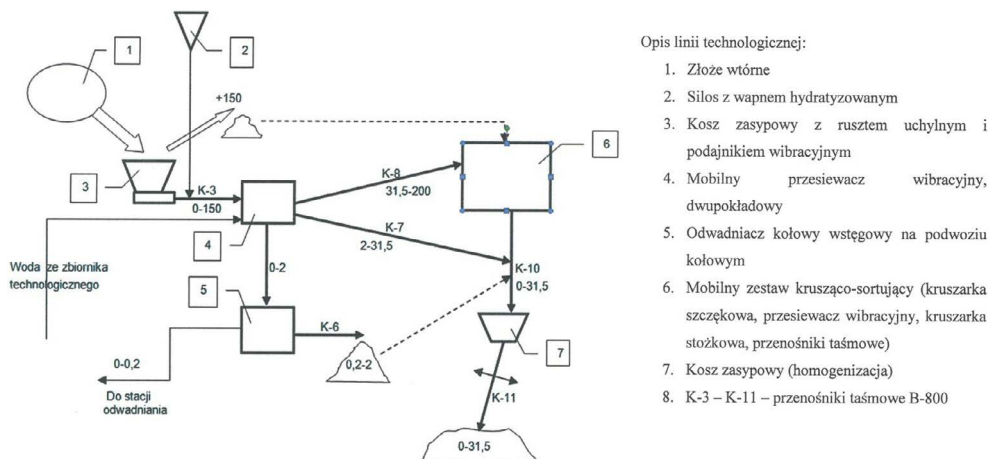 1
2
+150
3
K-3
0-150
4
K-8
31,5-200
6
K-7
2-31,5
0-2
K-10
0-31,5
Woda ze zbiornika
technologicznego
5
K-6
0,2-2
7
0-0,2
Do stacji
odwadniania
K-11
0-31,5
Opis linii technologicznej:
1. Złoże wtórne
2. Silos z wapnem hydratyzowanym
3. Kosz zasypowy z rusztem uchylnym i
podajnikiem wibracyjnym
4. Mobilny przesiewacz wibracyjny,
dwupokładowy
5. Odwadniacz kołowy wstęgowy na podwoziu
kołowym
6. Mobilny zestaw krusząco-sortujący (kruszarka
szczękowa, przesiewacz wibracyjny, kruszarka
stożkowa, przenośniki taśmowe)
7. Kosz zasypowy (homogenizacja)
8. K-3 – K-11 – przenośniki taśmowe B-800